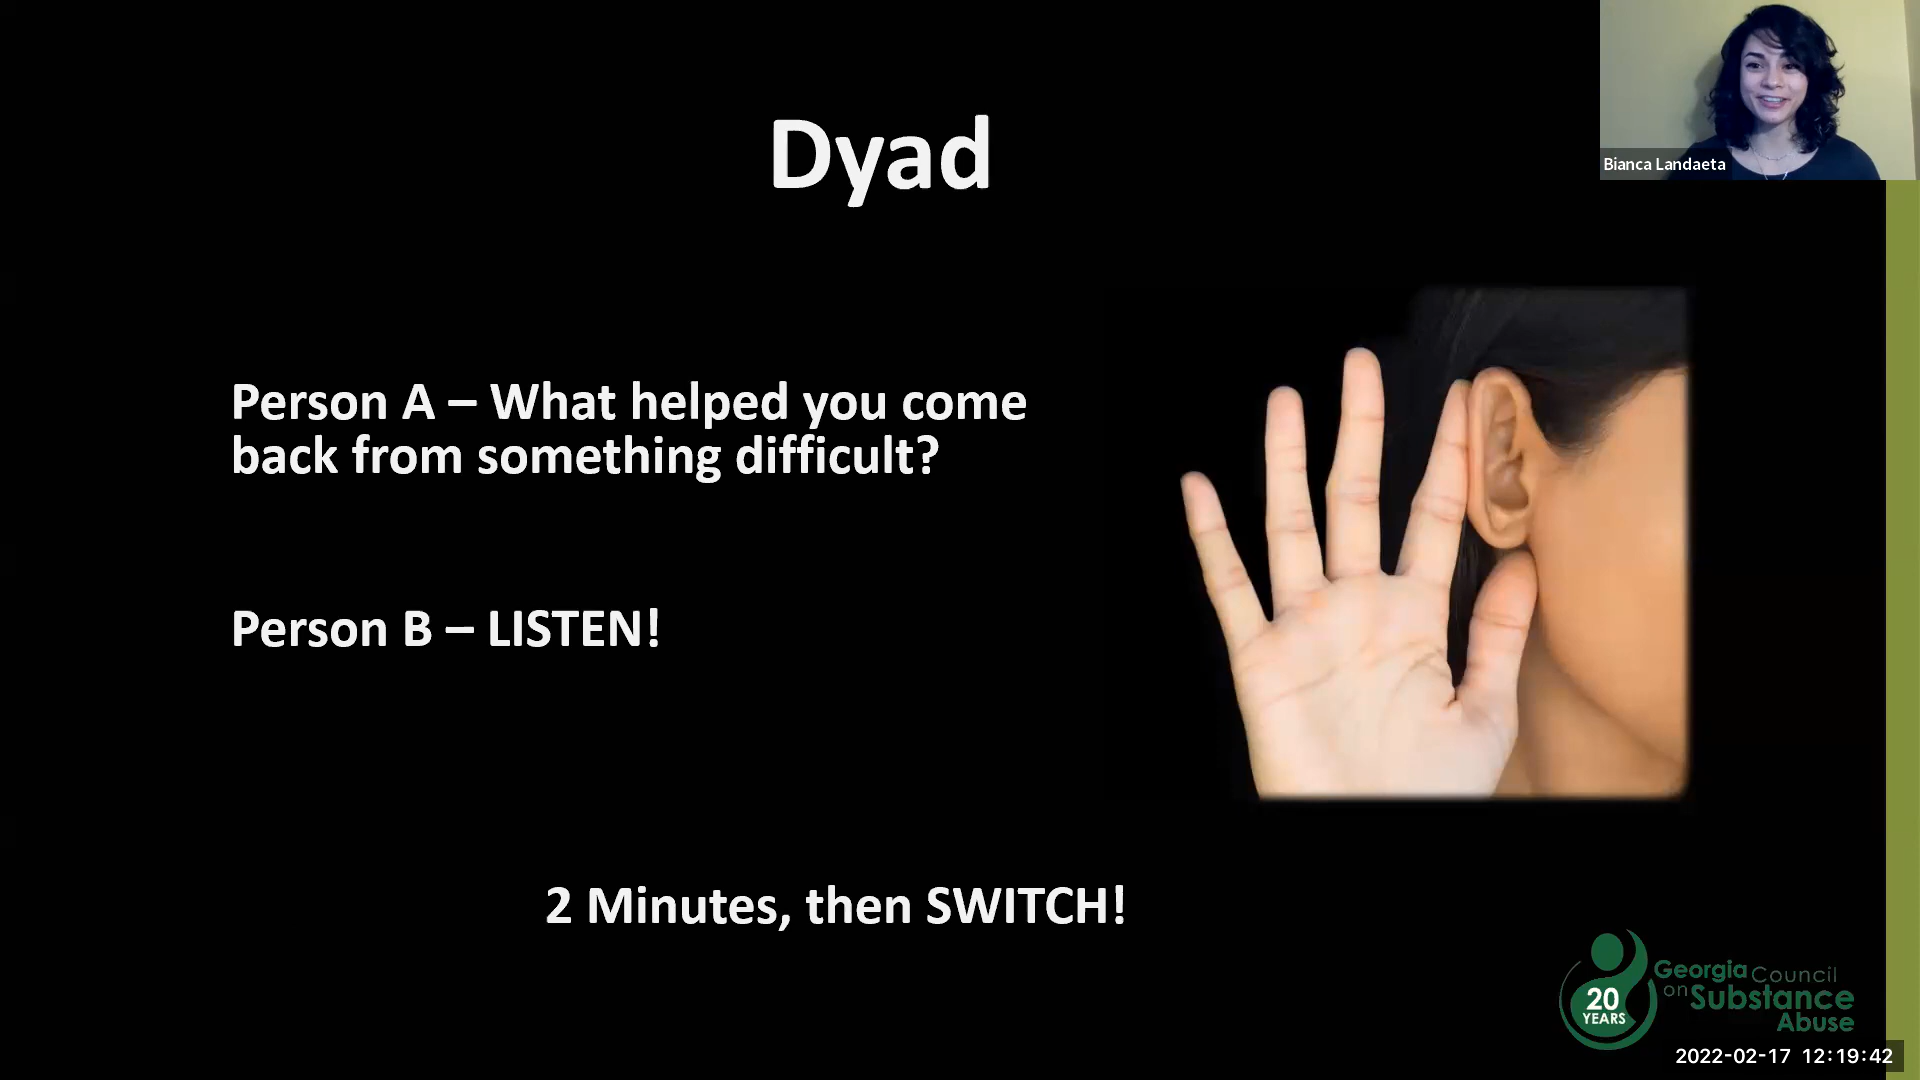 Dyad
Bianca Landaeta
Person A – What helped you come
back from something difficult?
Person B – LISTEN!
2 Minutes, then SWITCH!
20
YEARS
Georgia Council
on Substance
Abuse
2022-02-17 12:19:42